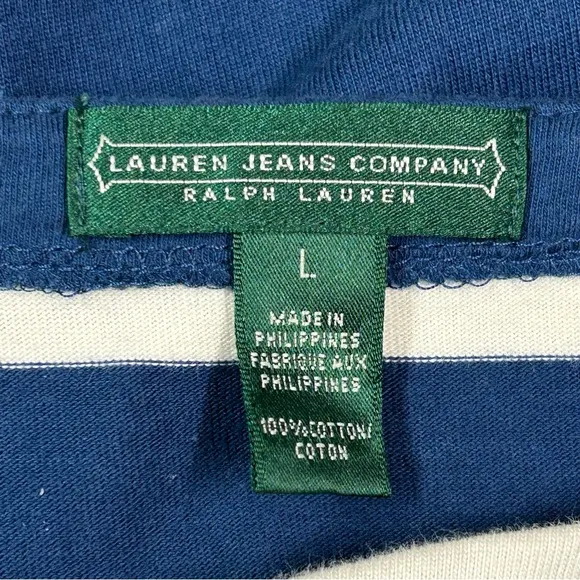 LAUREN JEANS COMPANY
RALPH LAUREN
L
MADE IN
PHILIPPINES
FABRIQUE AUX
PHILIPPINES
100%COTTON/
COTON